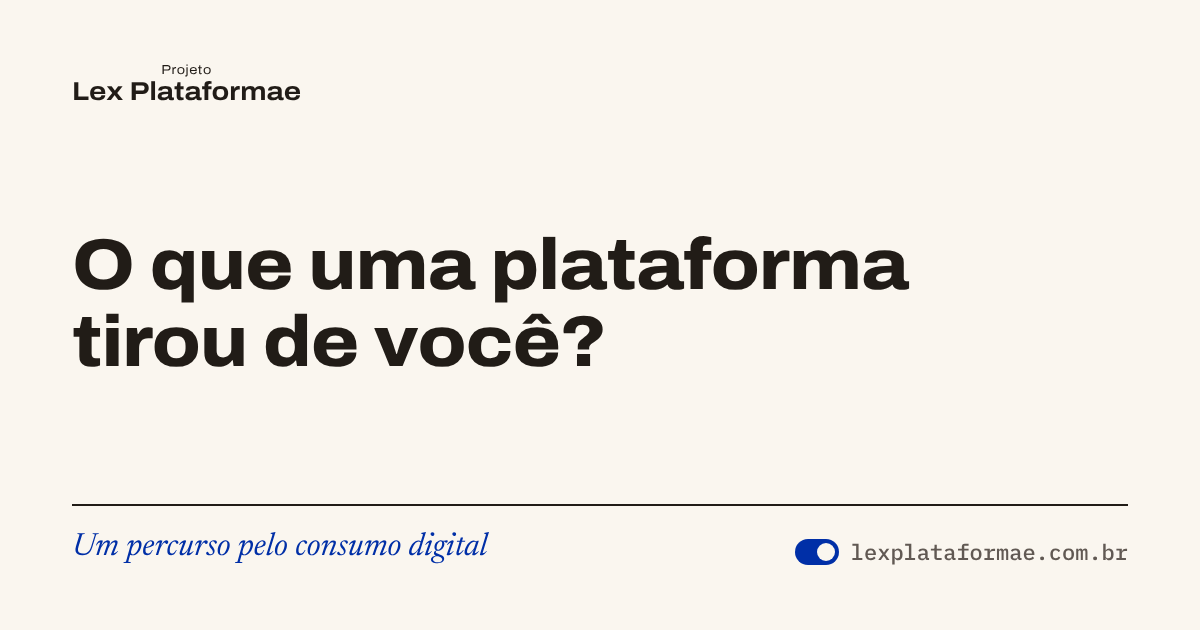 Projeto
Lex Plataformae
O que uma plataforma
tirou de você?
Um percurso pelo consumo digital
lexplataformae.com.br